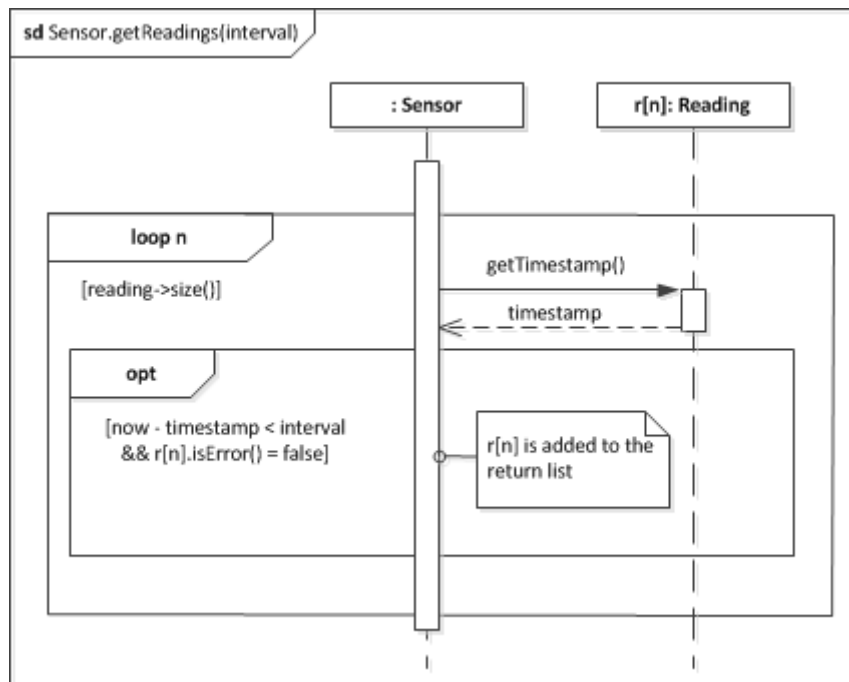 sd Sensor.getReadings(interval)
: Sensor
r[n]: Reading
loop n
[reading->size()]
getTimestamp()
timestamp
opt
[now - timestamp < interval
&& r[n].isError() = false]
r[n] is added to the
return list